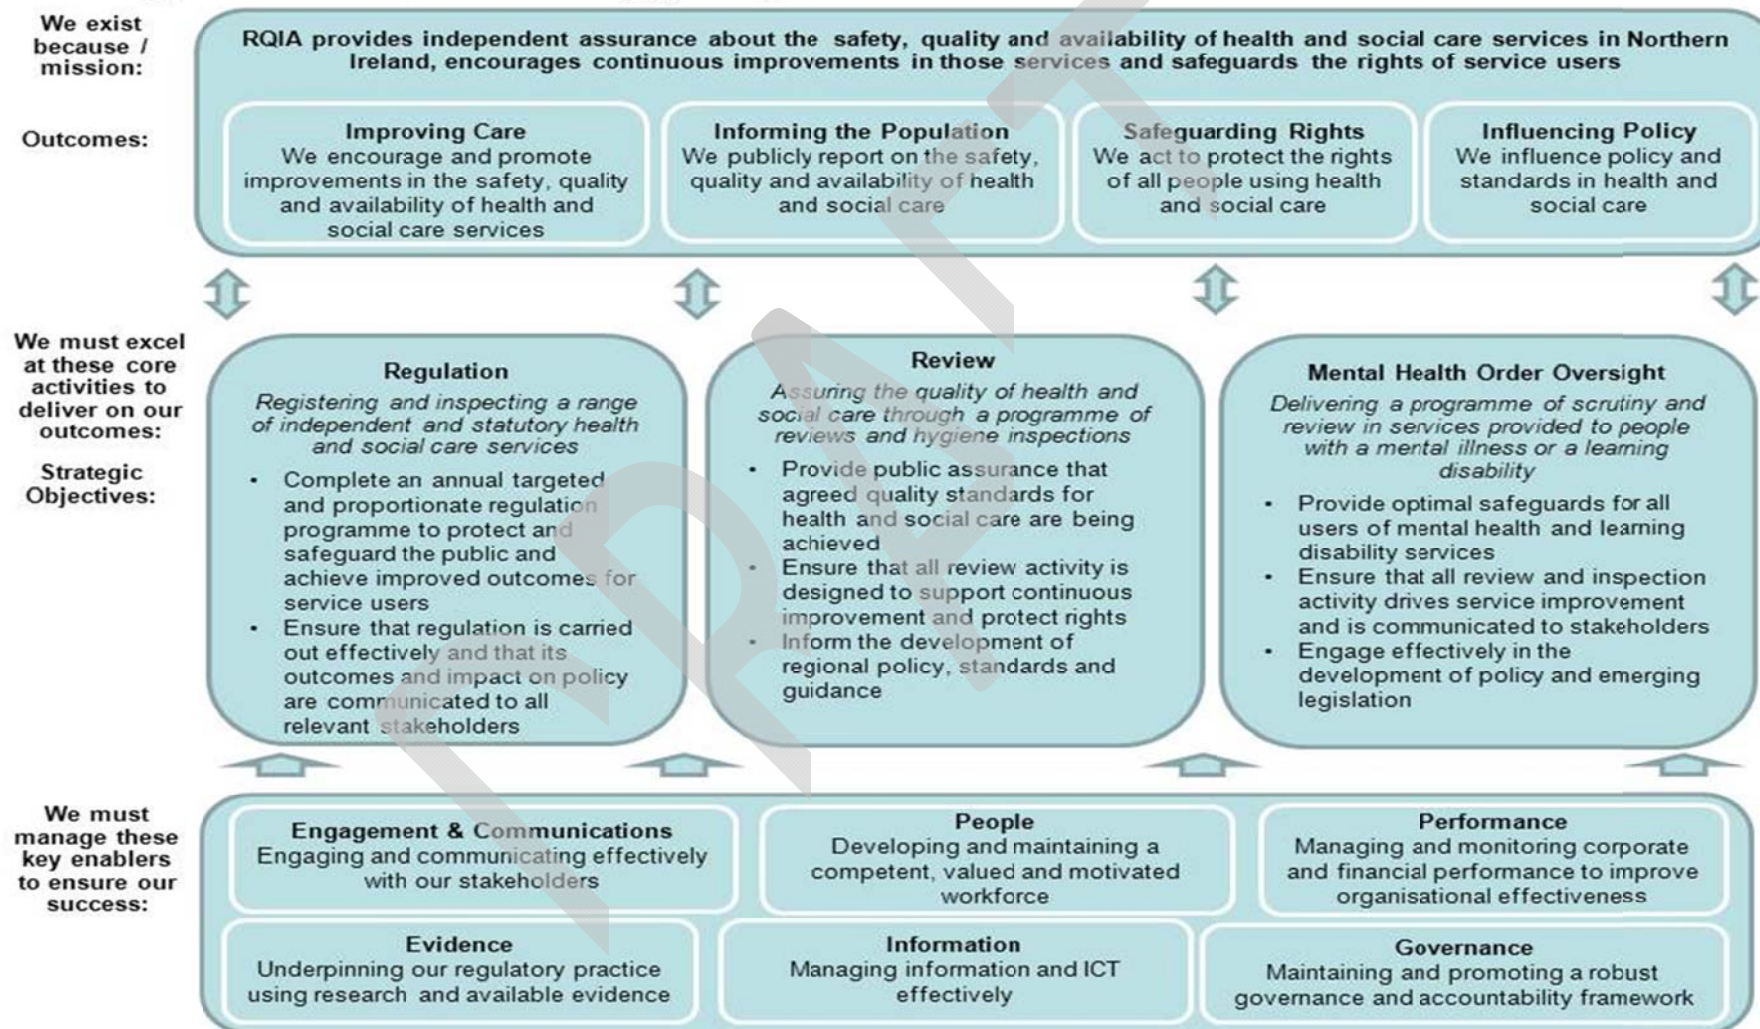 We exist
because /
mission:
RQIA provides independent assurance about the safety, quality and availability of health and social care services in Northern
Ireland, encourages continuous improvements in those services and safeguards the rights of service users
Outcomes:
Improving Care
We encourage and promote
improvements in the safety, quality
and availability of health and
social care services
Informing the Population
We publicly report on the safety,
quality and availability of health
and social care
Safeguarding Rights
We act to protect the rights
of all people using health
and social care
Influencing Policy
We influence policy and
standards in health and
social care
We must excel
at these core
activities to
deliver on our
outcomes:
Strategic
Objectives:
Regulation
Registering and inspecting a range
of independent and statutory health
and social care services
• Complete an annual targeted
and proportionate regulation
programme to protect and
safeguard the public and
achieve improved outcomes for
service users
• Ensure that regulation is carried
out effectively and that its
outcomes and impact on policy
are communicated to all
relevant stakeholders
Review
Assuring the quality of health and
social care through a programme of
reviews and hygiene inspections
• Provide public assurance that
agreed quality standards for
health and social care are being
achieved
• Ensure that all review activity is
designed to support continuous
improvement and protect rights
• Inform the development of
regional policy, standards and
guidance
Mental Health Order Oversight
Delivering a programme of scrutiny and
review in services provided to people
with a mental illness or a learning
disability
• Provide optimal safeguards for all
users of mental health and learning
disability services
• Ensure that all review and inspection
activity drives service improvement
and is communicated to stakeholders
• Engage effectively in the
development of policy and emerging
legislation
We must
manage these
key enablers
to ensure our
success:
Engagement & Communications
Engaging and communicating effectively
with our stakeholders
People
Developing and maintaining a
competent, valued and motivated
workforce
Performance
Managing and monitoring corporate
and financial performance to improve
organisational effectiveness
Evidence
Underpinning our regulatory practice
using research and available evidence
Information
Managing information and ICT
effectively
Governance
Maintaining and promoting a robust
governance and accountability framework